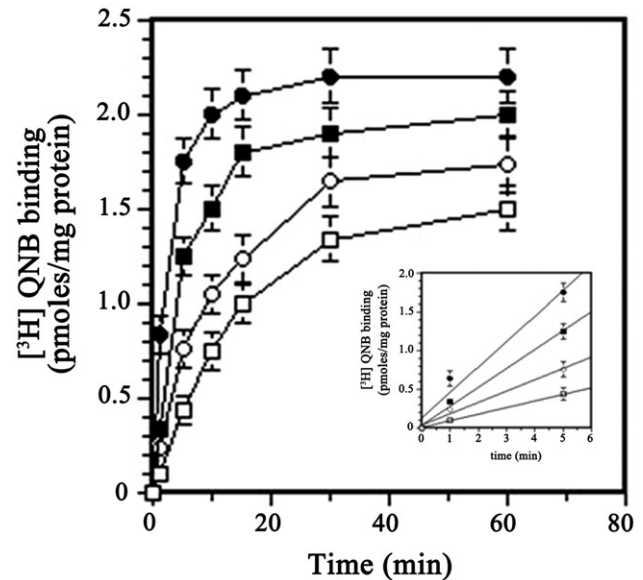 2.5
2.0
1.5
1.0
0.5
0
0 20 40 60 80
Time (min)
[³H] QNB binding
(pmoles/mg protein)
2.0
1.5
1.0
0.5
0
0 1 2 3 4 5 6
time (min)
[³H] QNB binding
(pmoles/mg protein)